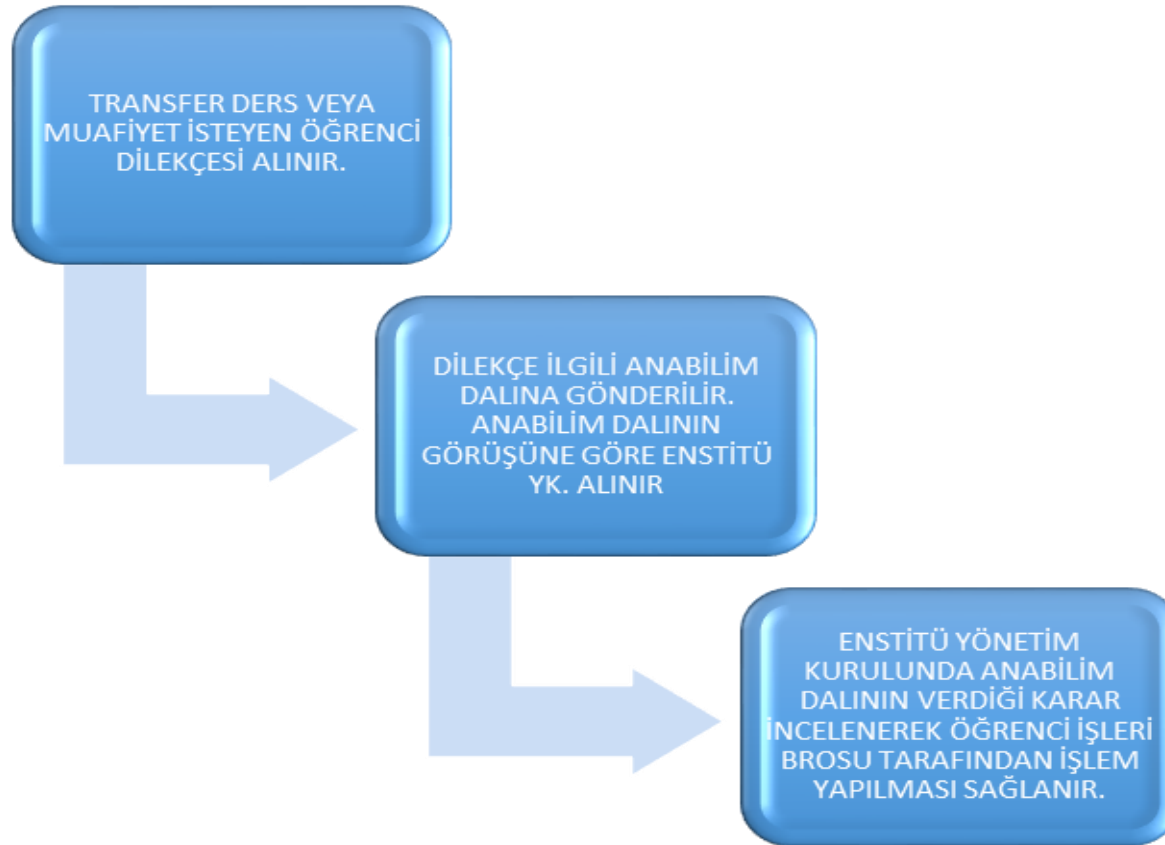 TRANSFER DERS VEYA
MUAFİYET İSTEYEN ÖĞRENCİ
DİLEKÇESİ ALINIR.
DİLEKÇE İLGİLİ ANABİLİM
DALINA GÖNDERİLİR.
ANABİLİM DALININ
GÖRÜŞÜNE GÖRE ENSTİTÜ
YK. ALINIR
ENSTİTÜ YÖNETİM
KURULUNDA ANABİLİM
DALININ VERDİĞİ KARAR
İNCELENEREK ÖĞRENCİ İŞLERİ
BROSU TARAFINDAN İŞLEM
YAPILMASI SAĞLANIR.